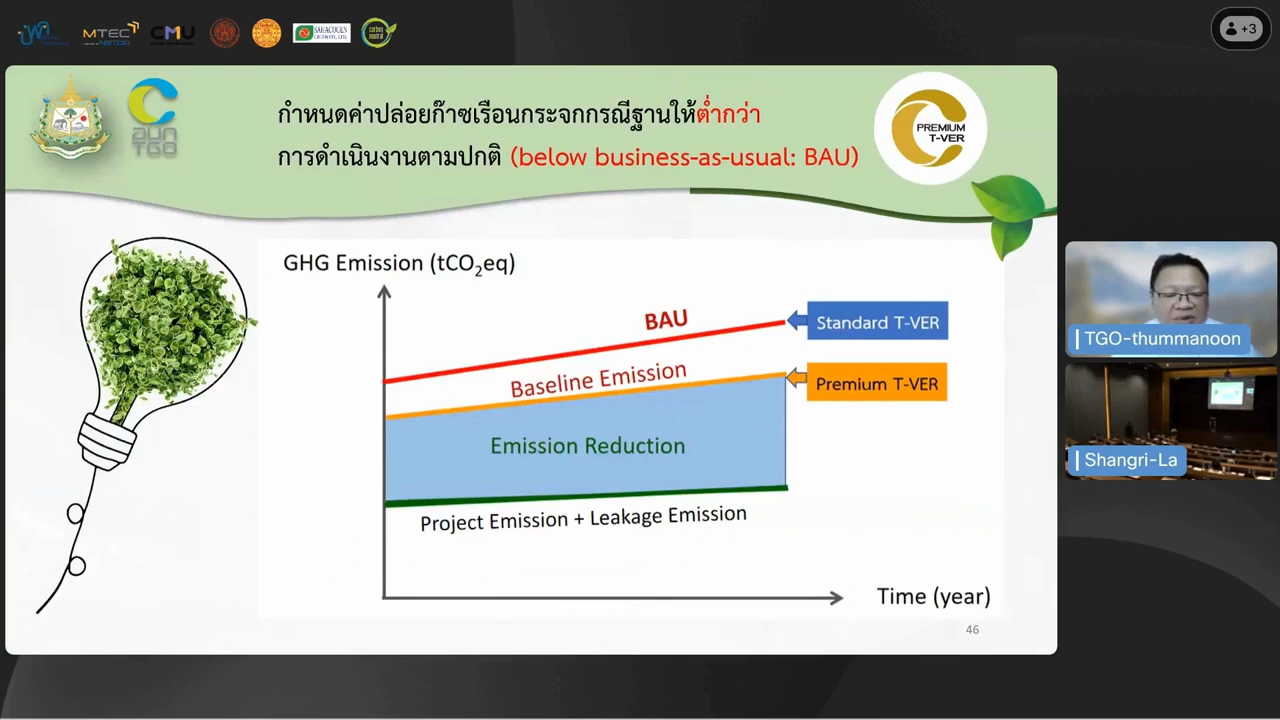 MTEC
CMU
SAHACOGEN
+3
TGO
กำหนดค่าปล่อยก๊าซเรือนกระจกกรณีฐานให้ต่ำกว่า
การดำเนินงานตามปกติ (below business-as-usual: BAU)
PREMIUM
T-VER
GHG Emission (tCO₂eq)
BAU
Standard T-VER
Baseline Emission
Premium T-VER
Emission Reduction
Project Emission + Leakage Emission
Time (year)
46
TGO-thummanoon
Shangri-La